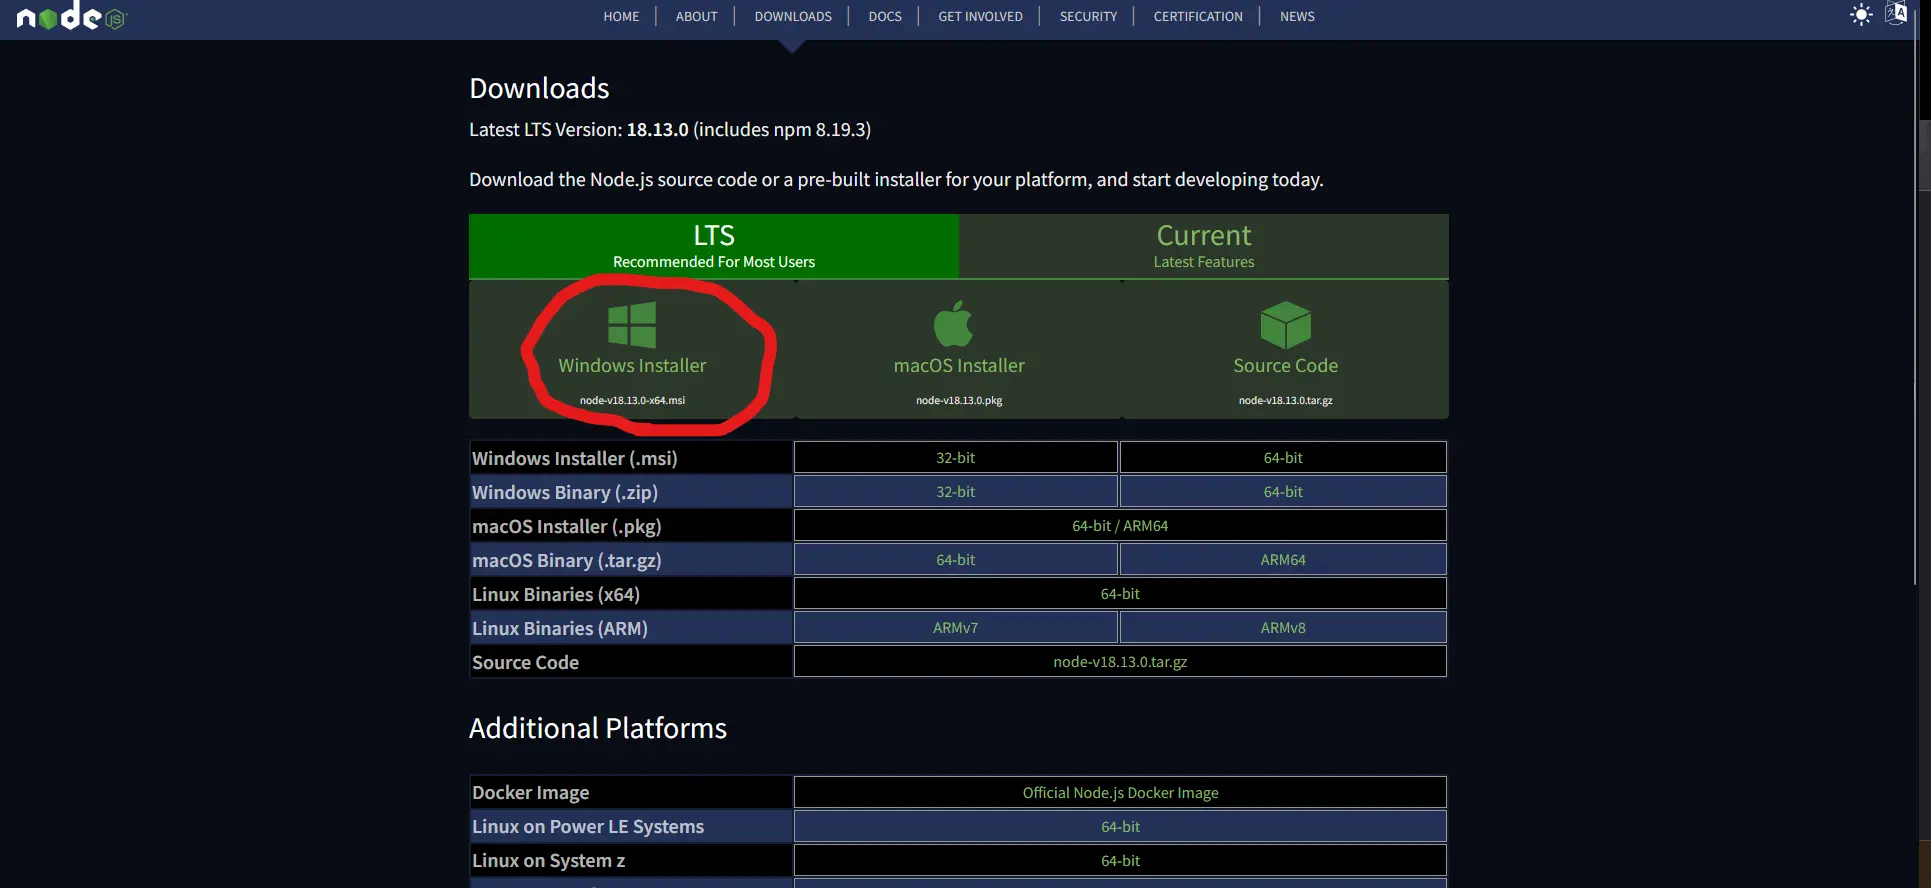 node JS
HOME ABOUT DOWNLOADS DOCS GET INVOLVED SECURITY CERTIFICATION NEWS
Downloads
Latest LTS Version: 18.13.0 (includes npm 8.19.3)
Download the Node.js source code or a pre-built installer for your platform, and start developing today.
LTS
Recommended For Most Users
Current
Latest Features
Windows Installer
node-v18.13.0-x64.msi
macOS Installer
node-v18.13.0.pkg
Source Code
node-v18.13.0.tar.gz
Windows Installer (.msi) 32-bit 64-bit
Windows Binary (.zip) 32-bit 64-bit
macOS Installer (.pkg) 64-bit / ARM64
macOS Binary (.tar.gz) 64-bit ARM64
Linux Binaries (x64) 64-bit
Linux Binaries (ARM) ARMv7 ARMv8
Source Code node-v18.13.0.tar.gz
Additional Platforms
Docker Image Official Node.js Docker Image
Linux on Power LE Systems 64-bit
Linux on System z 64-bit